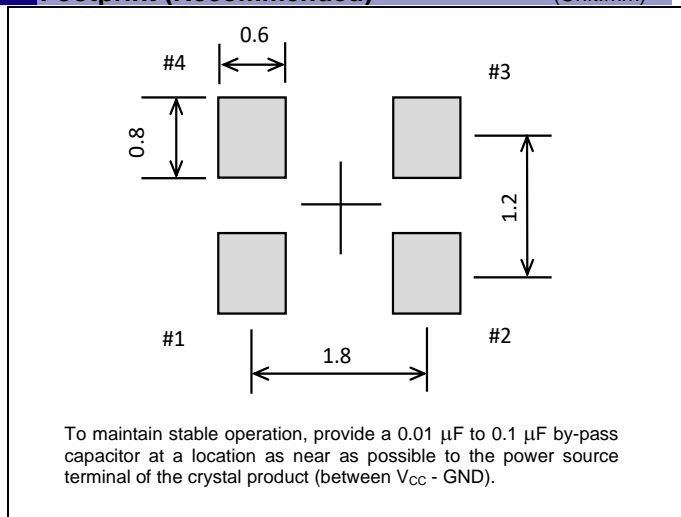 Footprint (Recommended) (Unit:mm)
0.6
#4
#3
0.8
1.2
#1
#2
1.8
To maintain stable operation, provide a 0.01 μF to 0.1 μF by-pass
capacitor at a location as near as possible to the power source
terminal of the crystal product (between VCC - GND).